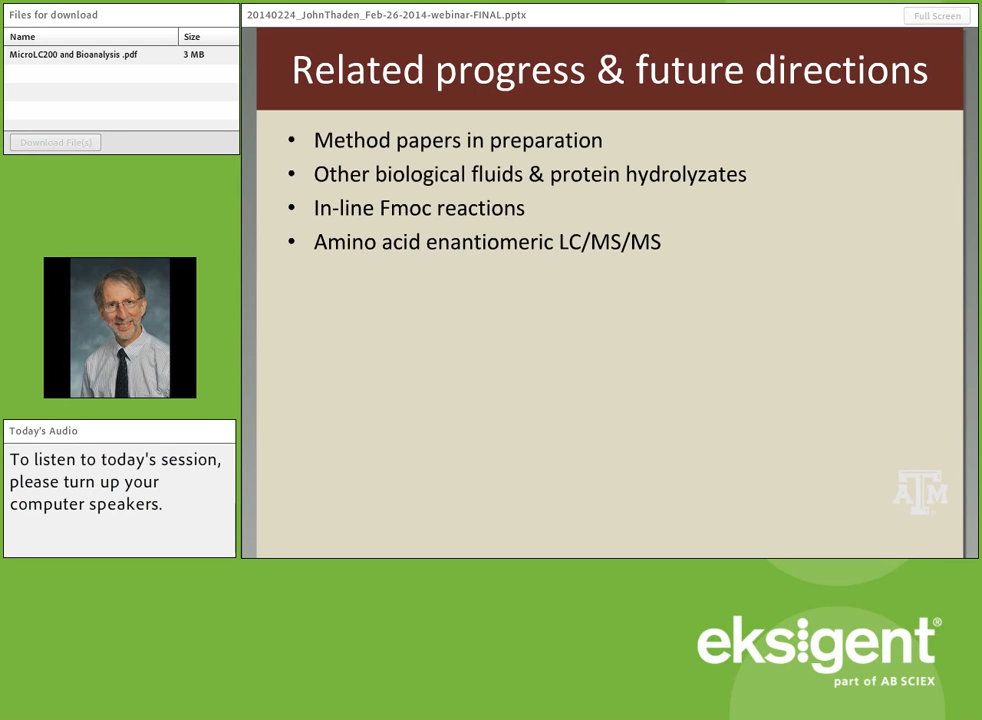 Files for download
Name Size
MicroLC200 and Bioanalysis .pdf 3 MB
Download File(s)
Today's Audio
To listen to today's session,
please turn up your
computer speakers.
20140224_JohnThaden_Feb-26-2014-webinar-FINAL.pptx
Full Screen
Related progress & future directions
• Method papers in preparation
• Other biological fluids & protein hydrolyzates
• In-line Fmoc reactions
• Amino acid enantiomeric LC/MS/MS
ATM
eksigent®
part of AB SCIEX